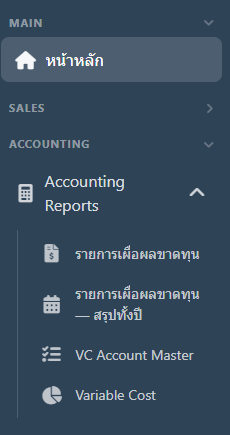 MAIN
หน้าหลัก
SALES
ACCOUNTING
Accounting
Reports
รายการเผื่อผลขาดทุน
รายการเผื่อผลขาดทุน
— สรุปทั้งปี
VC Account Master
Variable Cost